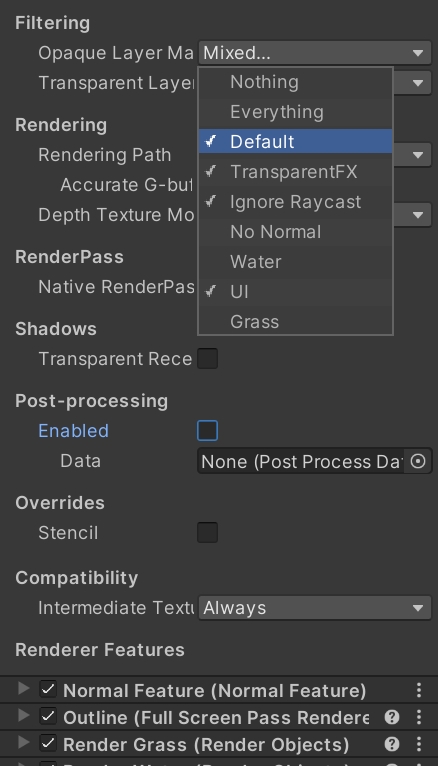 Filtering
Opaque Layer Ma Mixed...
Transparent Layer
Nothing
Everything
Rendering
Default
Rendering Path
TransparentFX
Accurate G-buf
Ignore Raycast
Depth Texture Mo
No Normal
RenderPass
Water
Native RenderPas
UI
Shadows
Grass
Transparent Rece
Post-processing
Enabled
Data None (Post Process Dat
Overrides
Stencil
Compatibility
Intermediate Textu Always
Renderer Features
Normal Feature (Normal Feature)
Outline (Full Screen Pass Rendere
Render Grass (Render Objects)